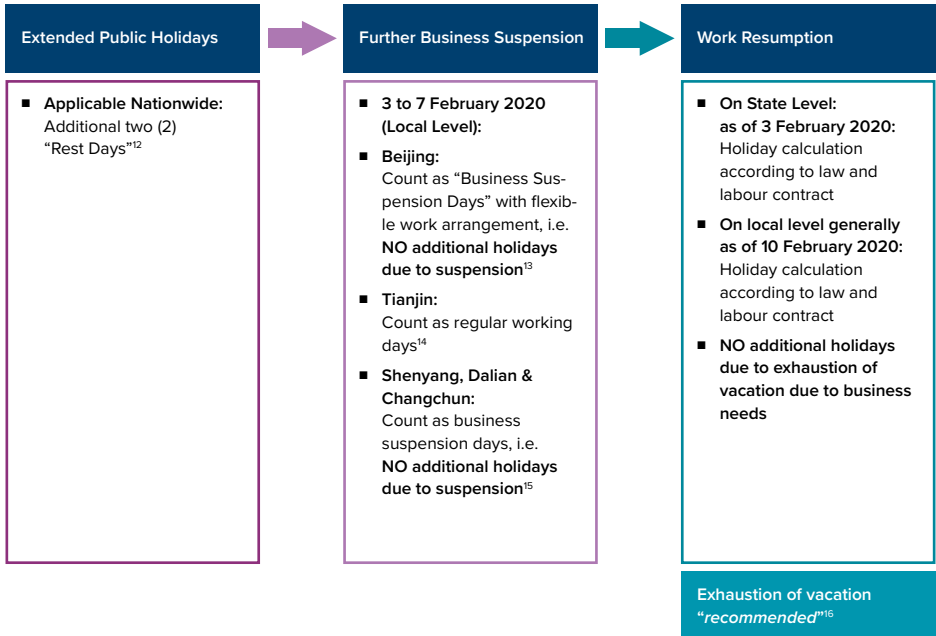 Extended Public Holidays
■ Applicable Nationwide:
Additional two (2)
“Rest Days”12
Further Business Suspension
■ 3 to 7 February 2020
(Local Level):
■ Beijing:
Count as “Business Sus-
pension Days” with flexib-
le work arrangement, i.e.
NO additional holidays
due to suspension13
■ Tianjin:
Count as regular working
days14
■ Shenyang, Dalian &
Changchun:
Count as business
suspension days, i.e.
NO additional holidays
due to suspension15
Work Resumption
■ On State Level:
as of 3 February 2020:
Holiday calculation
according to law and
labour contract
■ On local level generally
as of 10 February 2020:
Holiday calculation
according to law and
labour contract
■ NO additional holidays
due to exhaustion of
vacation due to business
needs
Exhaustion of vacation
“recommended”16